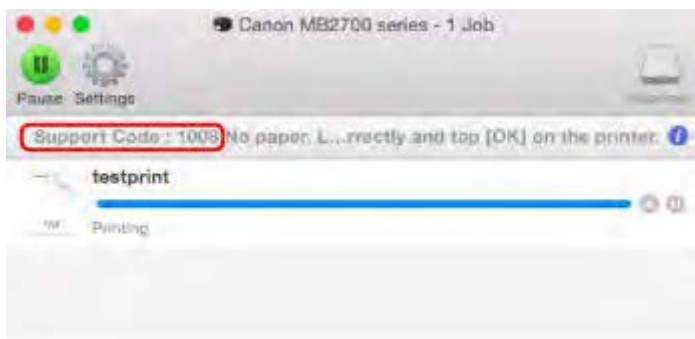 Canon MB2700 series - 1 Job
Pause Settings
Support Code : 1003 No paper. L...rrectly and tap [OK] on the printer.
testprint
Printing